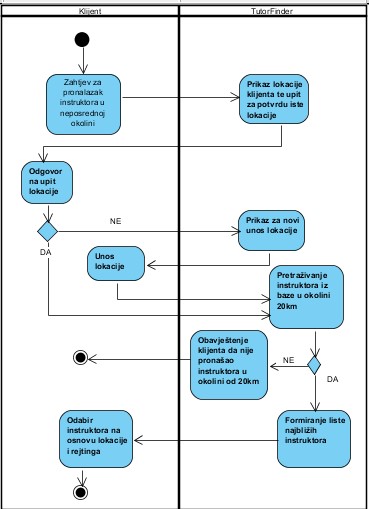 Klijent
TutorFinder
Zahtjev za
pronalazak
instruktora u
neposrednoj
okolini
Prikaz lokacije
klijenta te upit
za potvrdu iste
lokacije
Odgovor
na upit
lokacije
NE
DA
Prikaz za novi
unos lokacije
Unos
lokacije
Pretraživanje
instruktora iz
baze u okolini
20km
Obavještenje
klijenta da nije
pronašao
instruktora u
okolini od 20km
NE
DA
Formiranje liste
najbližih
instruktora
Odabir
instruktora na
osnovu lokacije
i rejtinga